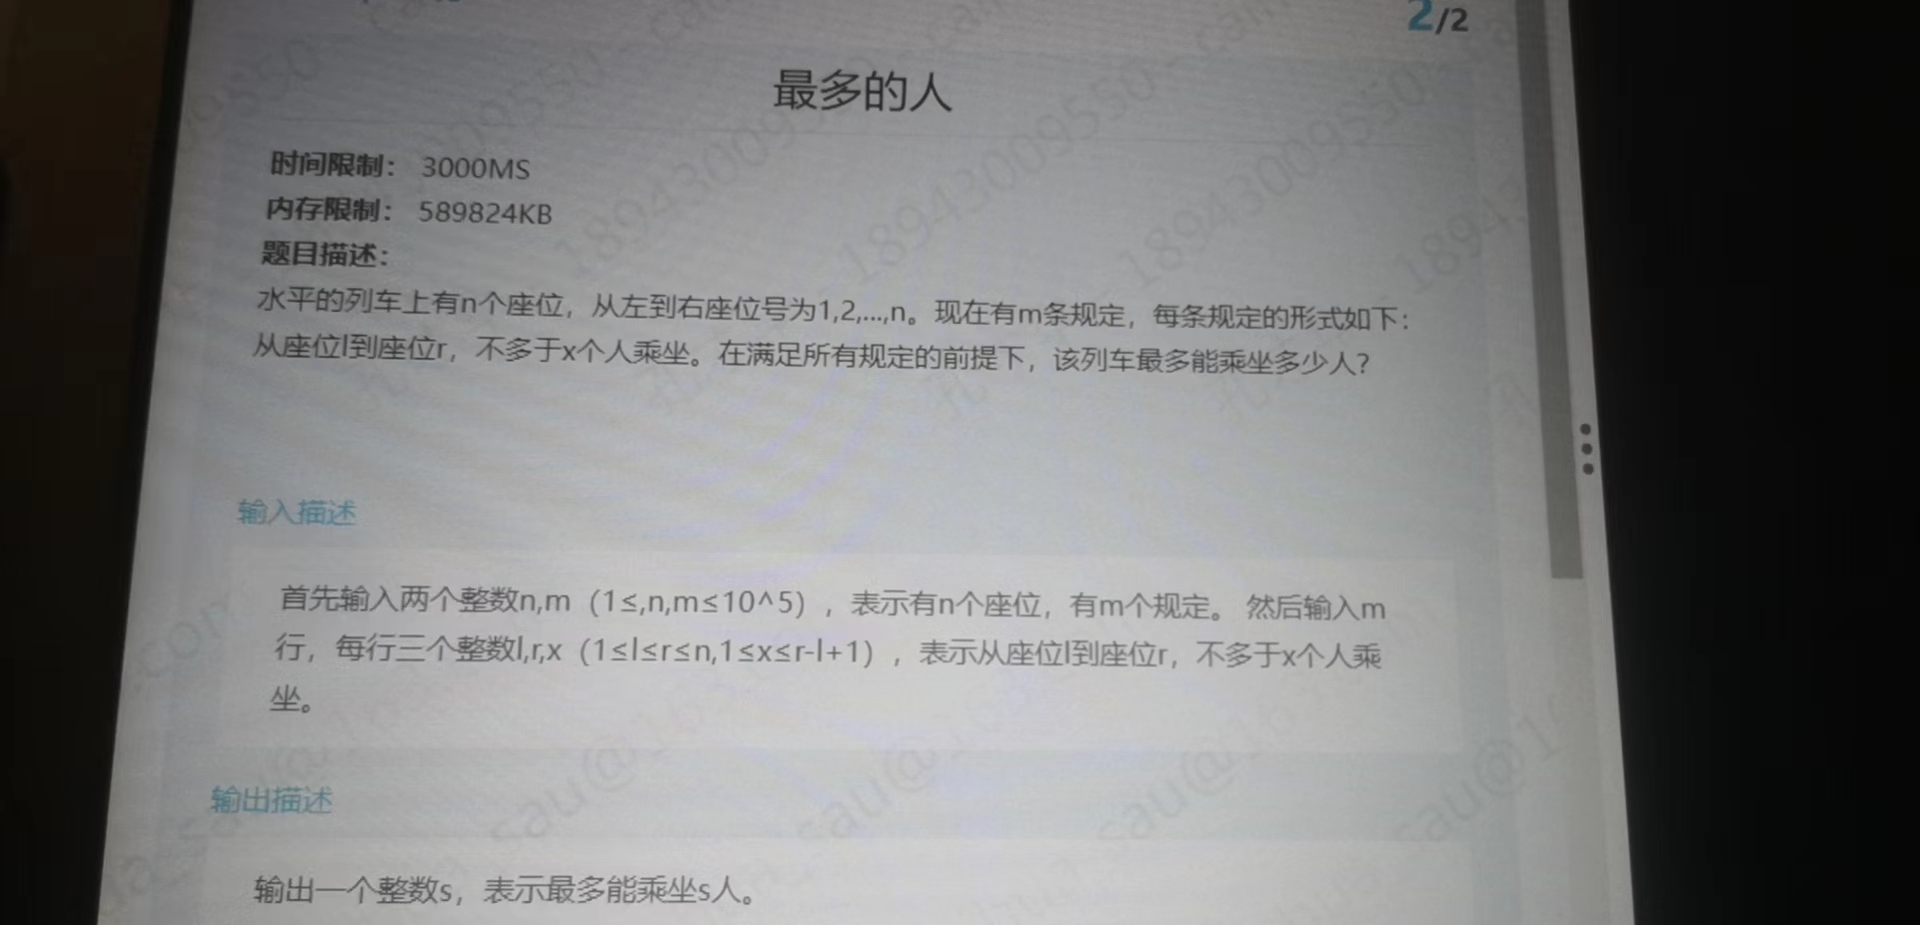 2/2
最多的人
时间限制： 3000MS
内存限制： 589824KB
题目描述：
水平的列车上有n个座位，从左到右座位号为1,2,...,n。现在有m条规定，每条规定的形式如下：
从座位l到座位r，不多于x个人乘坐。在满足所有规定的前提下，该列车最多能乘坐多少人？
输入描述
首先输入两个整数n,m（1≤,n,m≤10^5），表示有n个座位，有m个规定。 然后输入m
行，每行三个整数l,r,x（1≤l≤r≤n,1≤x≤r-l+1），表示从座位l到座位r，不多于x个人乘
坐。
输出描述
输出一个整数s，表示最多能乘坐s人。